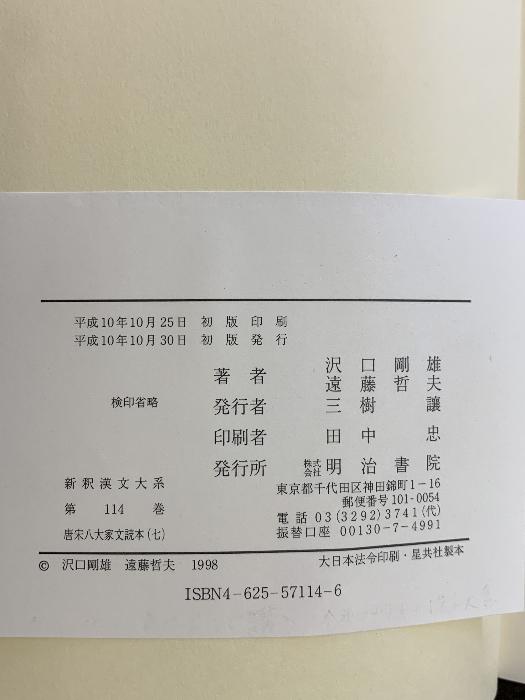 平成10年10月25日 初版印刷
平成10年10月30日 初版発行
著者 沢口剛雄
遠藤哲夫
検印省略
発行者 三樹譲
印刷者 田中忠
発行所 株式会社 明治書院
東京都千代田区神田錦町1-16
郵便番号101-0054
電話 03(3292)3741(代)
振替口座 00130-7-4991
新釈漢文大系
第 114 巻
唐宋八大家文読本(七)
© 沢口剛雄 遠藤哲夫 1998
大日本法令印刷・星共社製本
ISBN4-625-57114-6